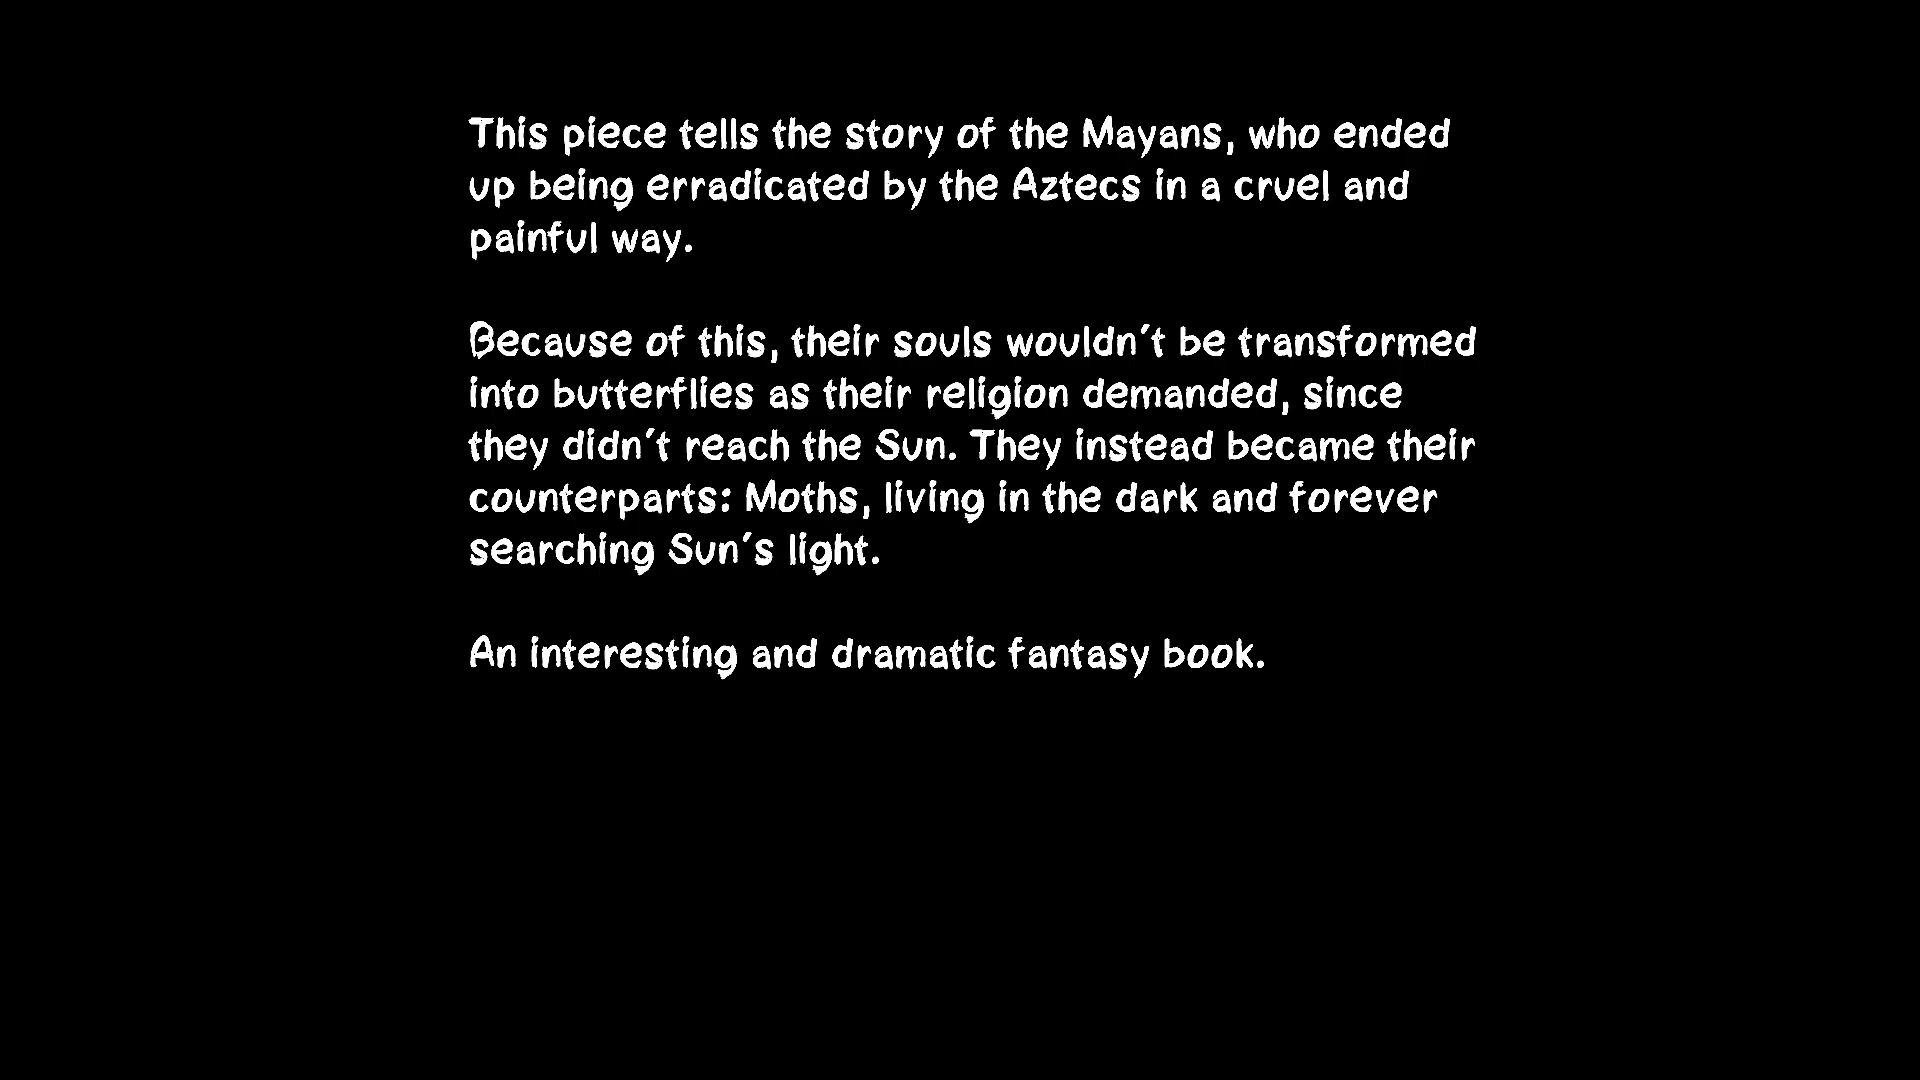 This piece tells the story of the Mayans, who ended
up being erradicated by the Aztecs in a cruel and
painful way.
Because of this, their souls wouldn't be transformed
into butterflies as their religion demanded, since
they didn't reach the Sun. They instead became their
counterparts: Moths, living in the dark and forever
searching Sun's light.
An interesting and dramatic fantasy book.